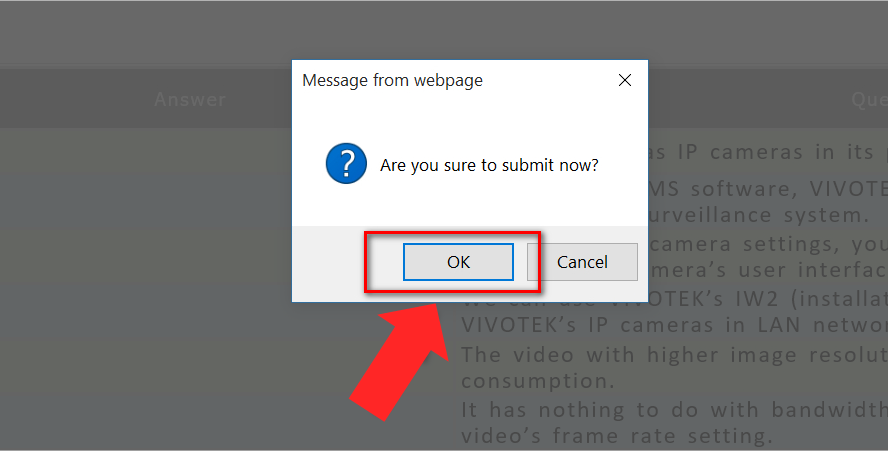 Message from webpage
Answer
Que
Are you sure to submit now?
as IP cameras in its
MS software, VIVOTE
urveillance system.
camera settings, you
mera's user interfac
OK
Cancel
We can use VIVOTEK's IW2 (installat
VIVOTEK's IP cameras in LAN networ
The video with higher image resolut
consumption.
It has nothing to do with bandwidth
video's frame rate setting.